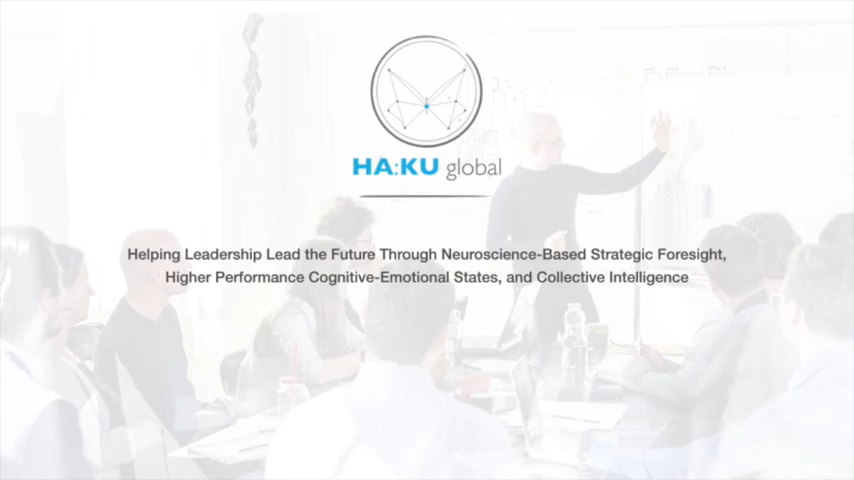 HA:KU global
Helping Leadership Lead the Future Through Neuroscience-Based Strategic Foresight,
Higher Performance Cognitive-Emotional States, and Collective Intelligence